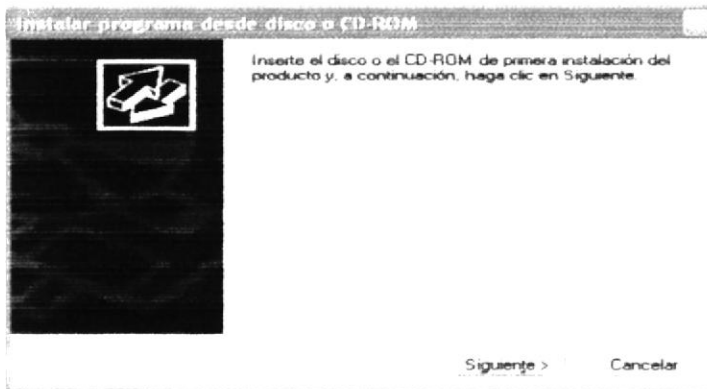 Instalar programa desde disco o CD-ROM
Inserte el disco o el CD-ROM de primera instalación del
producto y, a continuación, haga clic en Siguiente.
Siguiente >
Cancelar